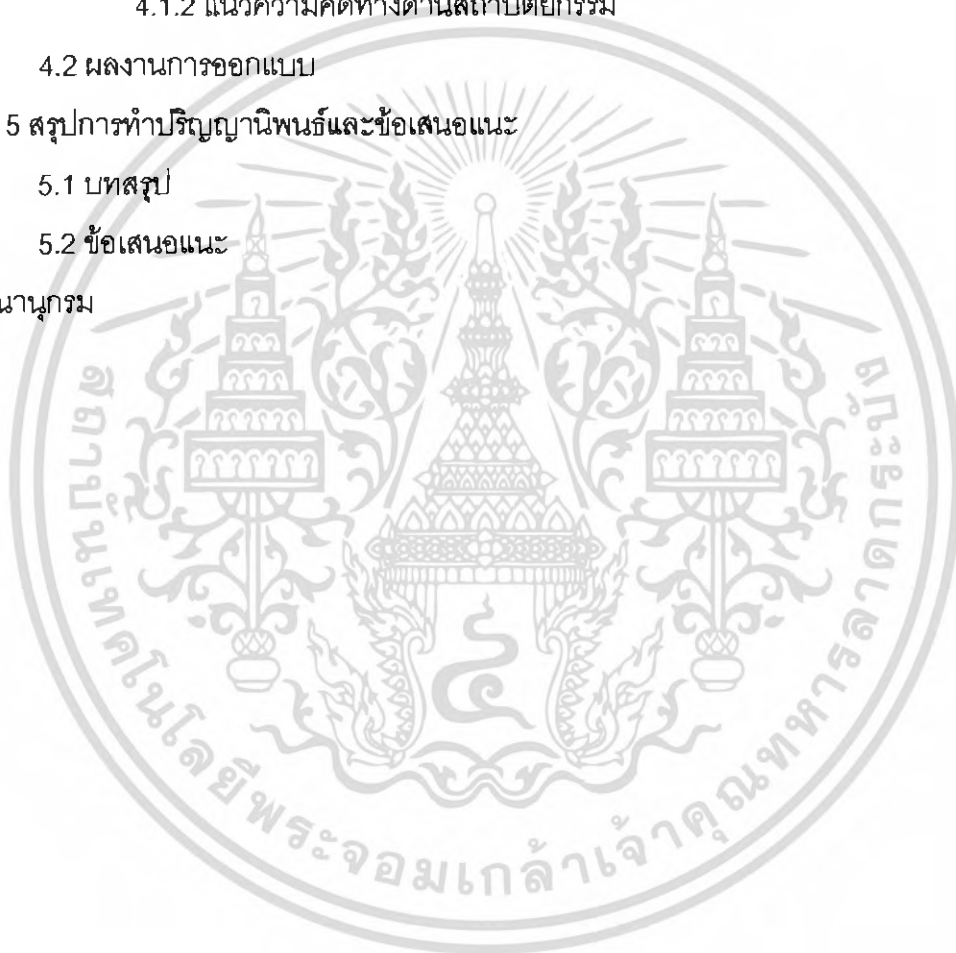 4.1.2 แนวความคิดทางด้านสถาปัตยกรรม
4.2 ผลงานการออกแบบ
5 สรุปการทำปริญญานิพนธ์และข้อเสนอแนะ
5.1 บทสรุป
5.2 ข้อเสนอแนะ
นานุกรม
สถาบันเทคโนโลยีพระจอมเกล้าเจ้าคุณทหารลาดกระบัง
๔